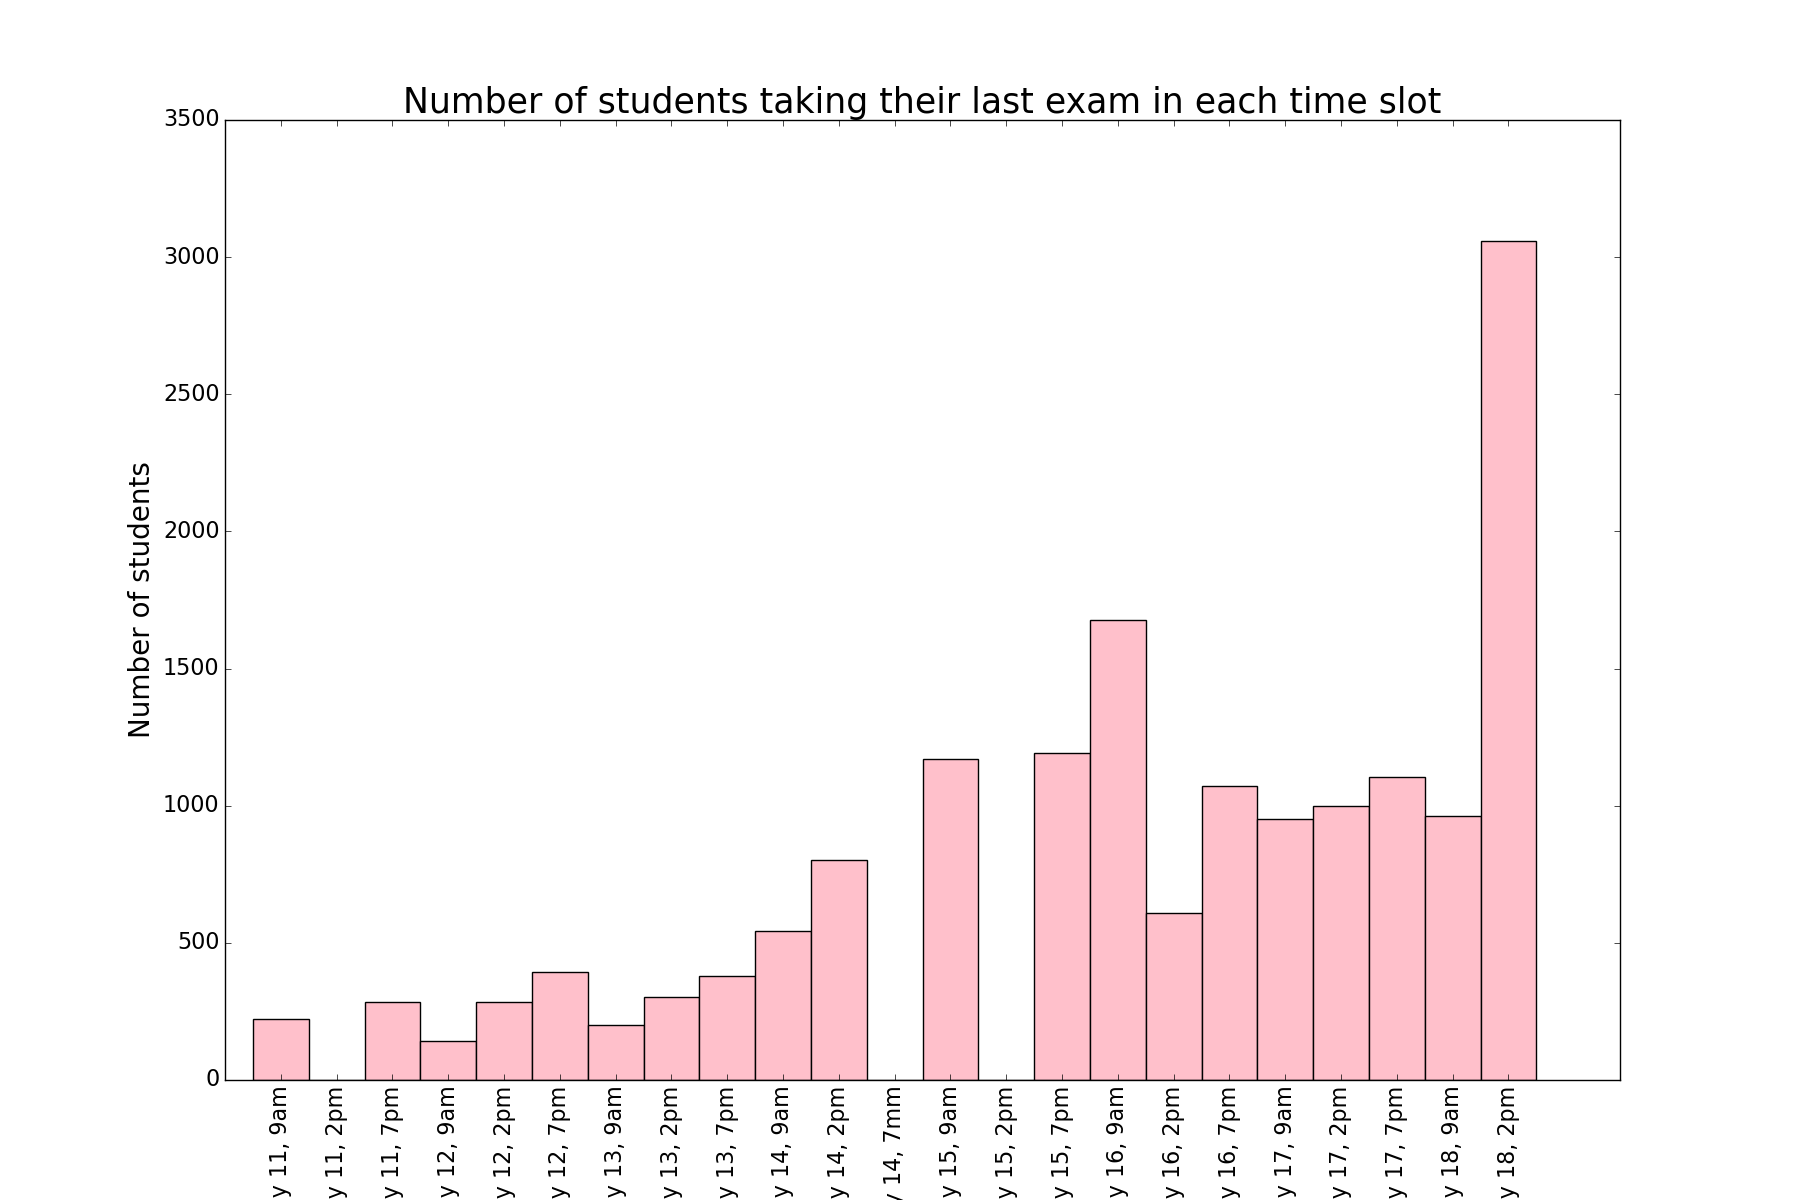 Number of students taking their last exam in each time slot
3500
3000
2500
2000
1500
1000
500
0
Number of students
y 11, 9am
y 11, 2pm
y 11, 7pm
y 12, 9am
y 12, 2pm
y 12, 7pm
y 13, 9am
y 13, 2pm
y 13, 7pm
y 14, 9am
y 14, 2pm
y 14, 7mm
y 15, 9am
y 15, 2pm
y 15, 7pm
y 16, 9am
y 16, 2pm
y 16, 7pm
y 17, 9am
y 17, 2pm
y 17, 7pm
y 18, 9am
y 18, 2pm